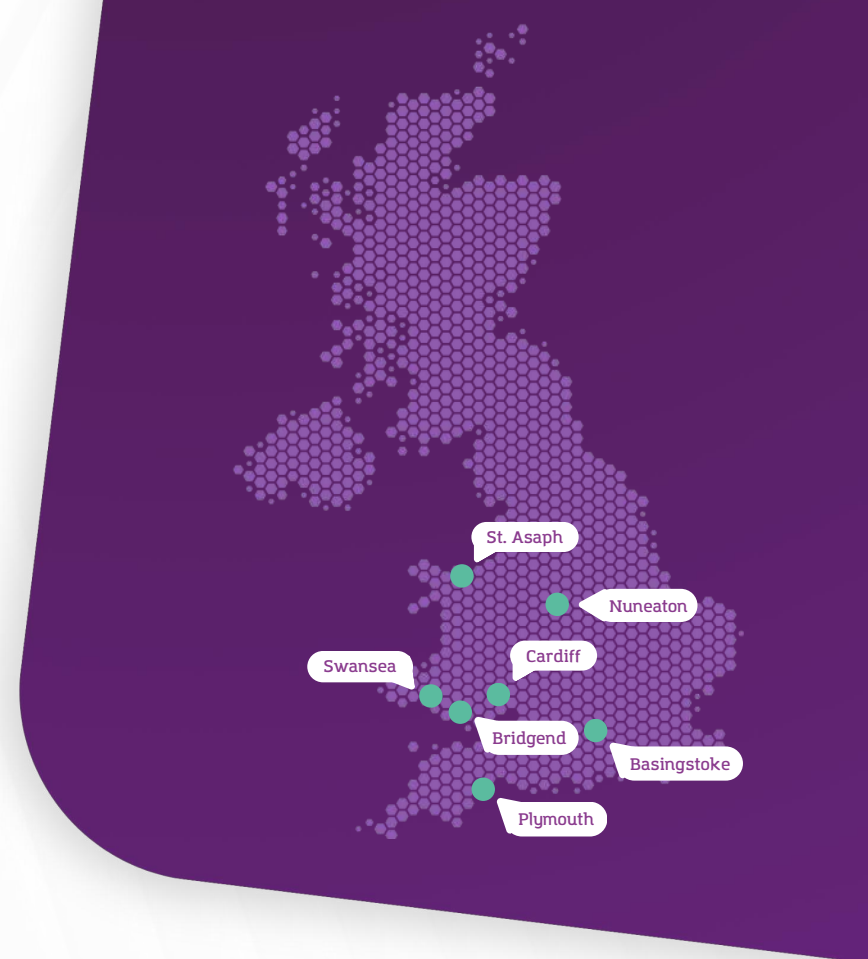 St. Asaph
Nuneaton
Cardiff
Swansea
Bridgend
Basingstoke
Plymouth